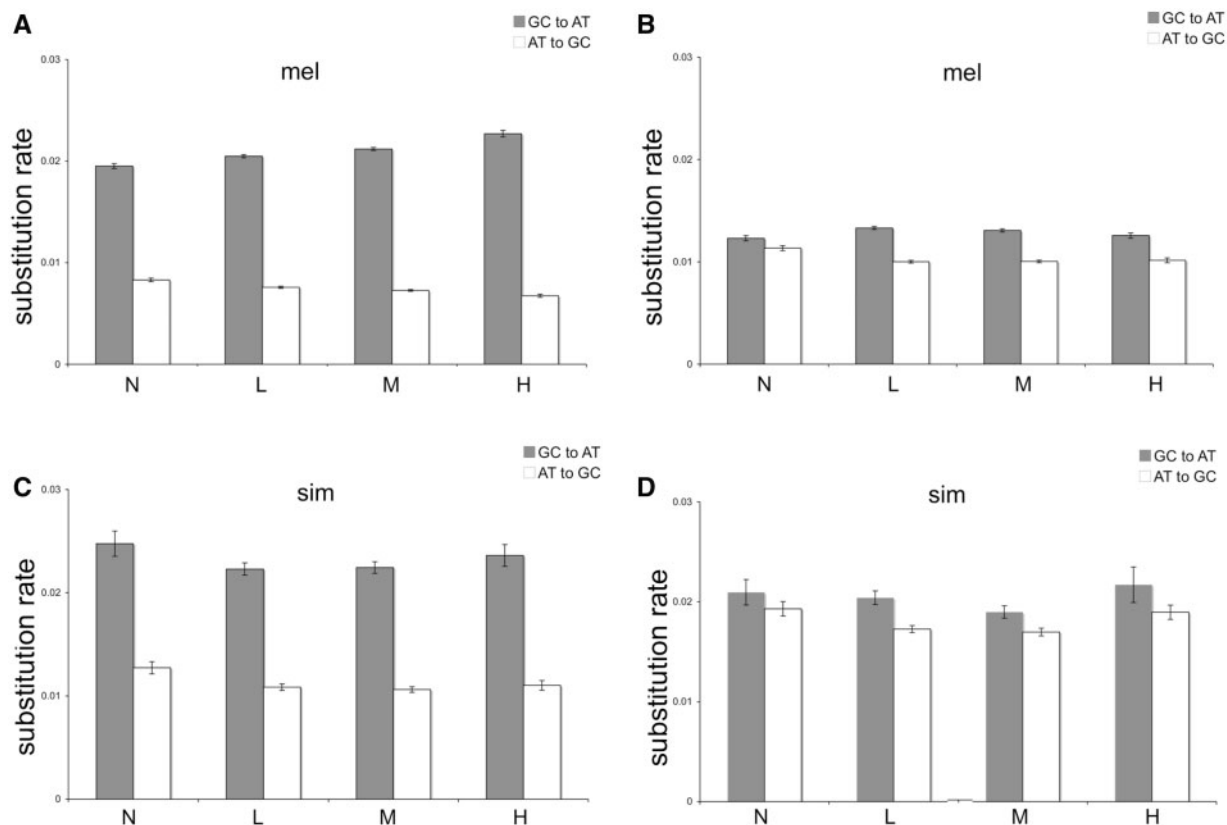 A
GC to AT
AT to GC
mel
substitution rate
0.03
0.02
0.01
0
N L M H
B
GC to AT
AT to GC
mel
substitution rate
0.03
0.02
0.01
0
N L M H
C
GC to AT
AT to GC
sim
substitution rate
0.03
0.02
0.01
0
N L M H
D
GC to AT
AT to GC
sim
substitution rate
0.03
0.02
0.01
0
N L M H